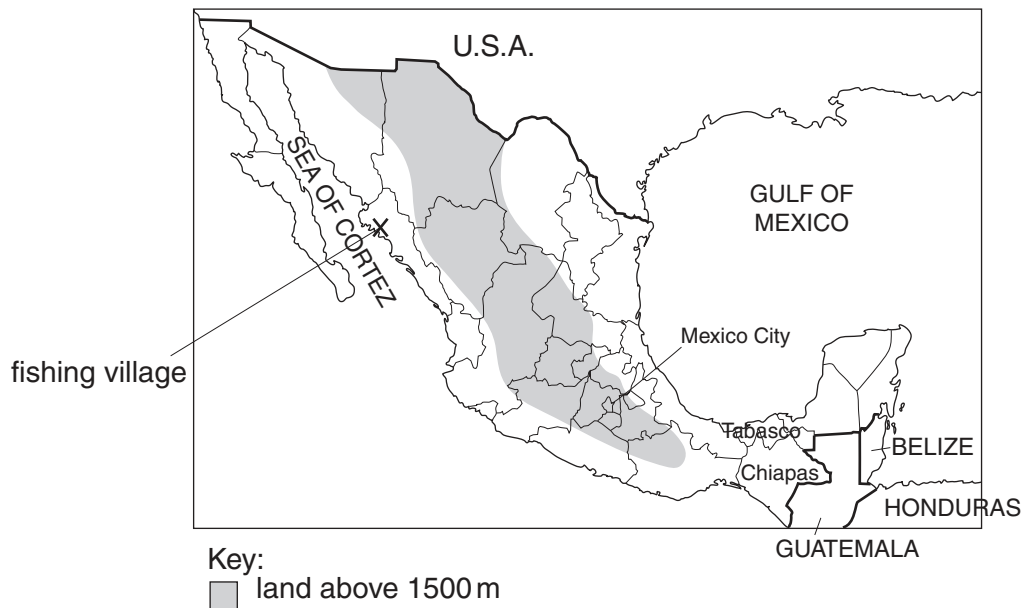 U.S.A.
SEA OF CORTEZ
GULF OF
MEXICO
Mexico City
fishing village
Tabasco
BELIZE
Chiapas
HONDURAS
GUATEMALA
Key:
land above 1500 m